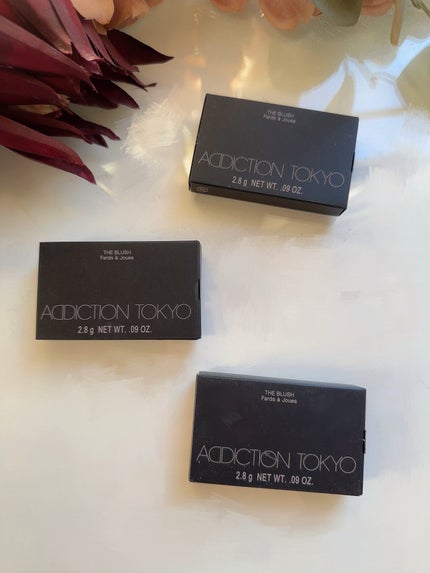 THE BLUSH
Fards à Joues
ADDICTION TOKYO
2.8 g NET WT. .09 OZ.
THE BLUSH
Fards à Joues
ADDICTION TOKYO
2.8 g NET WT. .09 OZ.
THE BLUSH
Fards à Joues
ADDICTION TOKYO
2.8 g NET WT. .09 OZ.